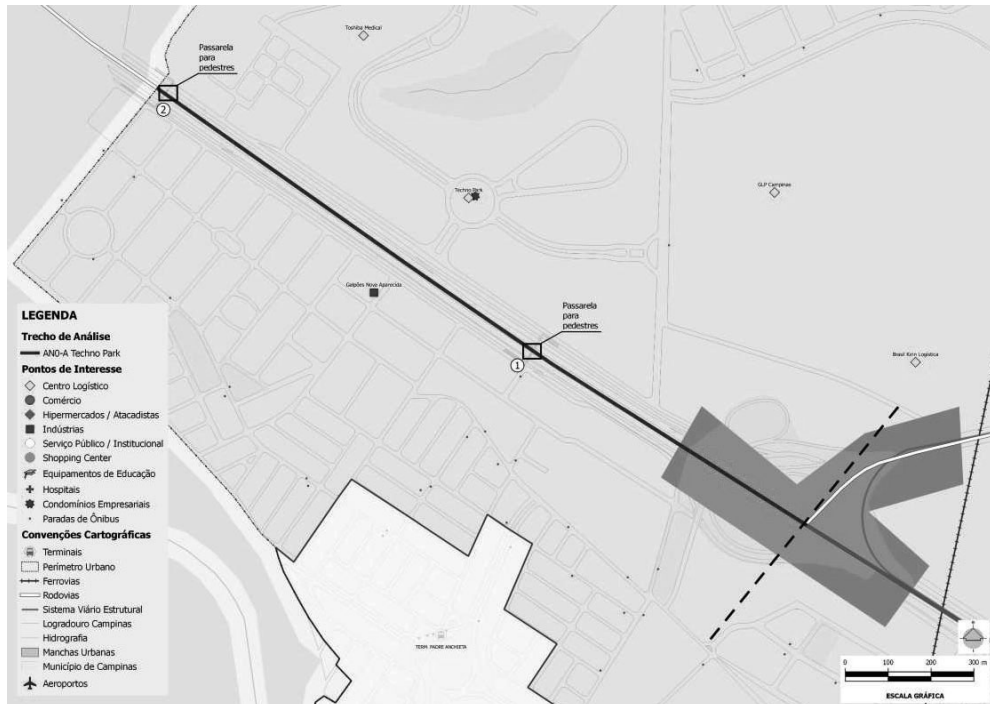 Toshiba Medical
Passarela
para
pedestres
2
Techno Park
GLP Campinas
Galpões Nova Aparecida
Passarela
para
pedestres
1
Brasil Kirin Logística
LEGENDA
Trecho de Análise
AN0-A Techno Park
Pontos de Interesse
Centro Logístico
Comércio
Hipermercados / Atacadistas
Indústrias
Serviço Público / Institucional
Shopping Center
Equipamentos de Educação
Hospitais
Condomínios Empresariais
Paradas de Ônibus
Convenções Cartográficas
Terminais
Perímetro Urbano
Ferrovias
Rodovias
Sistema Viário Estrutural
Logradouro Campinas
Hidrografia
Manchas Urbanas
Município de Campinas
Aeroportos
TERM. PADRE ANCHIETA
0 100 200 300 m
ESCALA GRÁFICA